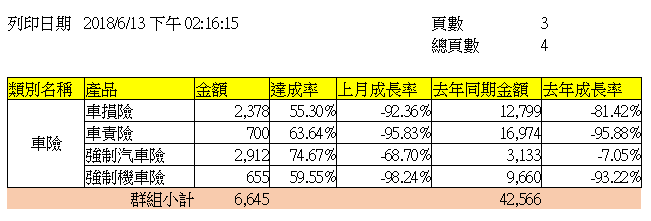 列印日期 2018/6/13 下午 02:16:15 頁數 3
總頁數 4
類別名稱 產品 金額 達成率 上月成長率 去年同期金額 去年成長率
車險
車損險 2,378 55.30% -92.36% 12,799 -81.42%
車責險 700 63.64% -95.83% 16,974 -95.88%
強制汽車險 2,912 74.67% -68.70% 3,133 -7.05%
強制機車險 655 59.55% -98.24% 9,660 -93.22%
群組小計 6,645 42,566